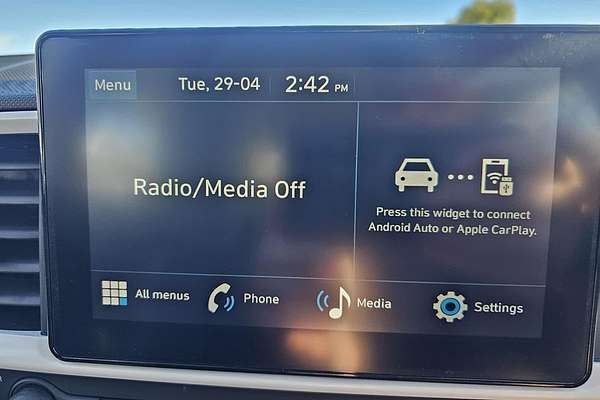 Menu Tue, 29-04 2:42 PM
Radio/Media Off
Press this widget to connect
Android Auto or Apple CarPlay.
All menus Phone Media Settings